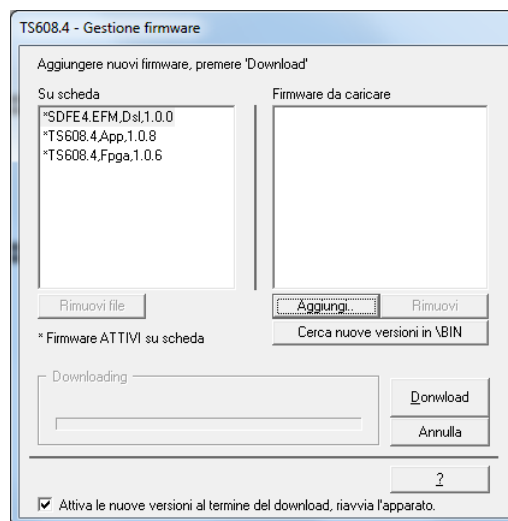 TS608.4 - Gestione firmware
Aggiungere nuovi firmware, premere 'Download'
Su scheda
Firmware da caricare
*SDFE4.EFM,Dsl,1.0.0
*TS608.4,App,1.0.8
*TS608.4,Fpga,1.0.6
Rimuovi file
Aggiungi..
Rimuovi
* Firmware ATTIVI su scheda
Cerca nuove versioni in \BIN
Downloading
Donwload
Annulla
?
Attiva le nuove versioni al termine del download, riavvia l'apparato.